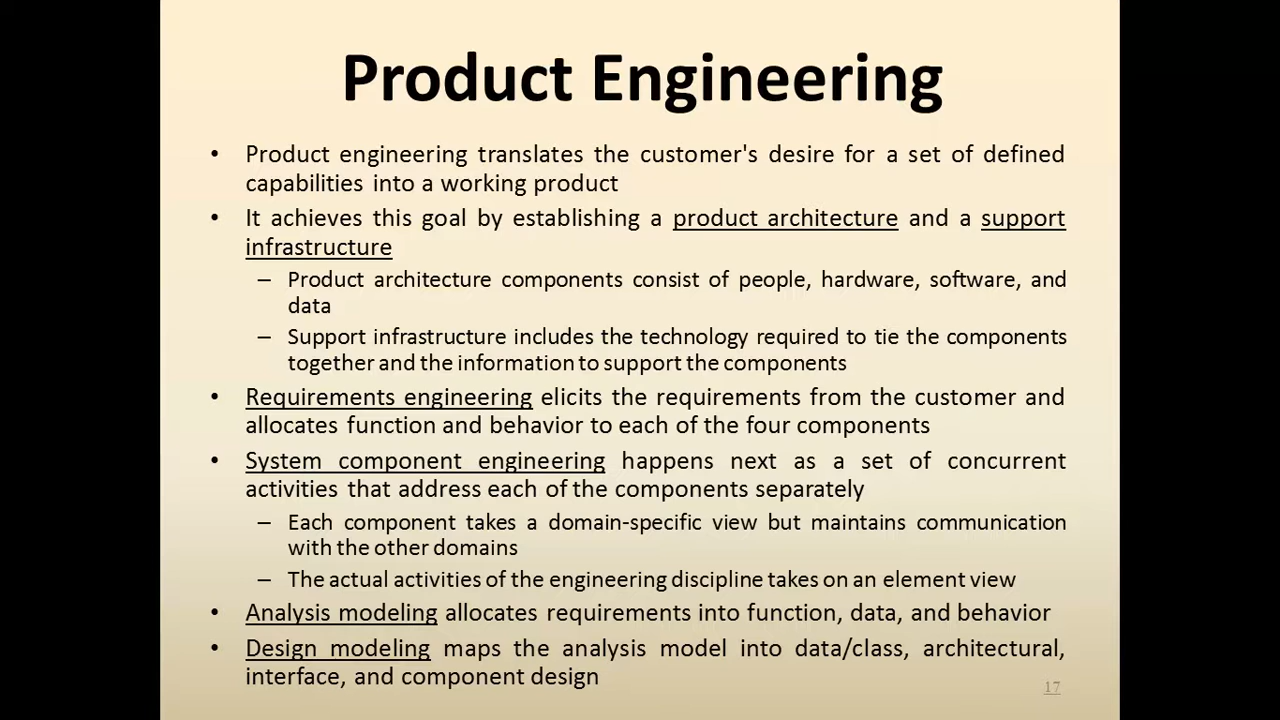 Product Engineering
• Product engineering translates the customer's desire for a set of defined
capabilities into a working product
• It achieves this goal by establishing a product architecture and a support
infrastructure
– Product architecture components consist of people, hardware, software, and
data
– Support infrastructure includes the technology required to tie the components
together and the information to support the components
• Requirements engineering elicits the requirements from the customer and
allocates function and behavior to each of the four components
• System component engineering happens next as a set of concurrent
activities that address each of the components separately
– Each component takes a domain-specific view but maintains communication
with the other domains
– The actual activities of the engineering discipline takes on an element view
• Analysis modeling allocates requirements into function, data, and behavior
• Design modeling maps the analysis model into data/class, architectural,
interface, and component design
17